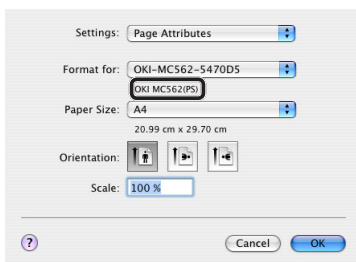 Settings: Page Attributes
Format for: OKI-MC562-5470D5
OKI MC562(PS)
Paper Size: A4
20.99 cm x 29.70 cm
Orientation:
Scale: 100 %
? Cancel OK